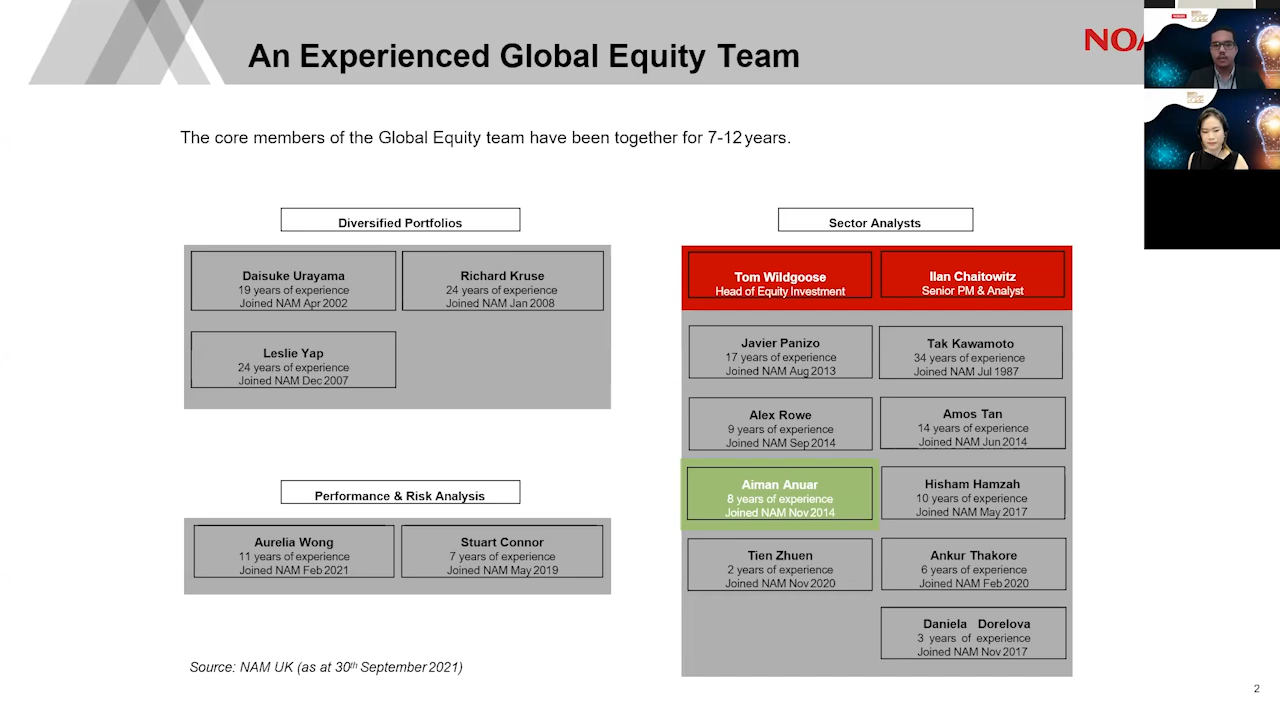 An Experienced Global Equity Team
The core members of the Global Equity team have been together for 7-12 years.
Diversified Portfolios
Daisuke Urayama
19 years of experience
Joined NAM Apr 2002
Richard Kruse
24 years of experience
Joined NAM Jan 2008
Leslie Yap
24 years of experience
Joined NAM Dec 2007
Performance & Risk Analysis
Aurelia Wong
11 years of experience
Joined NAM Feb 2021
Stuart Connor
7 years of experience
Joined NAM May 2019
Source: NAM UK (as at 30th September 2021)
Sector Analysts
Tom Wildgoose
Head of Equity Investment
Ilan Chaitowitz
Senior PM & Analyst
Javier Panizo
17 years of experience
Joined NAM Aug 2013
Tak Kawamoto
34 years of experience
Joined NAM Jul 1987
Alex Rowe
9 years of experience
Joined NAM Sep 2014
Amos Tan
14 years of experience
Joined NAM Jun 2014
Aiman Anuar
8 years of experience
Joined NAM Nov 2014
Hisham Hamzah
10 years of experience
Joined NAM May 2017
Tien Zhuen
2 years of experience
Joined NAM Nov 2020
Ankur Thakore
6 years of experience
Joined NAM Feb 2020
Daniela Dorelova
3 years of experience
Joined NAM Nov 2017
2